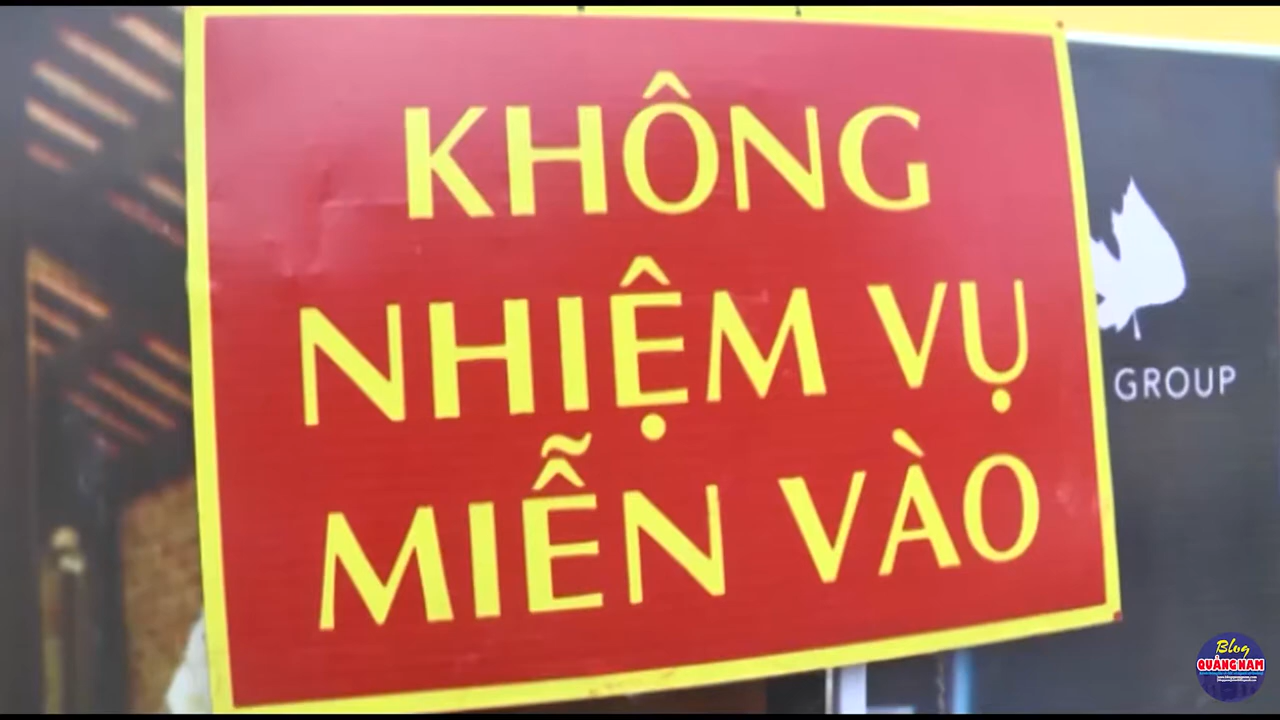 KHÔNG
NHIỆM VỤ
MIỄN VÀO
GROUP
Blog
QUẢNG NAM